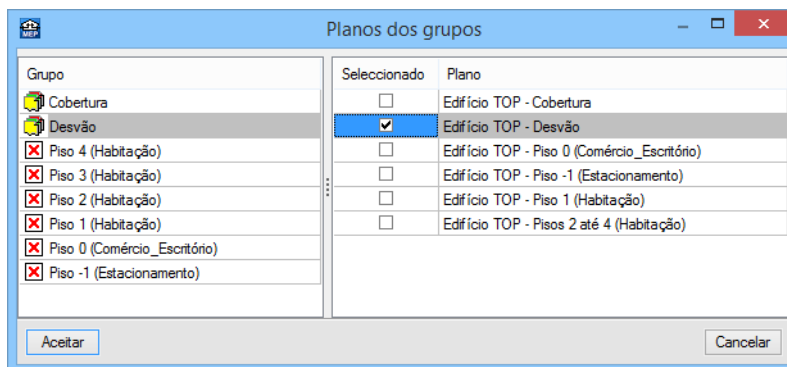 MEP
Planos dos grupos
Grupo
Cobertura
Desvão
Piso 4 (Habitação)
Piso 3 (Habitação)
Piso 2 (Habitação)
Piso 1 (Habitação)
Piso 0 (Comércio_Escritório)
Piso -1 (Estacionamento)
Seleccionado Plano
Edifício TOP - Cobertura
Edifício TOP - Desvão
Edifício TOP - Piso 0 (Comércio_Escritório)
Edifício TOP - Piso -1 (Estacionamento)
Edifício TOP - Piso 1 (Habitação)
Edifício TOP - Pisos 2 até 4 (Habitação)
Aceitar
Cancelar